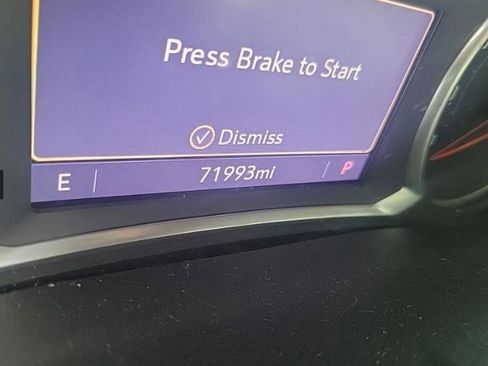 Press Brake to Start
Dismiss
E 71993mi P